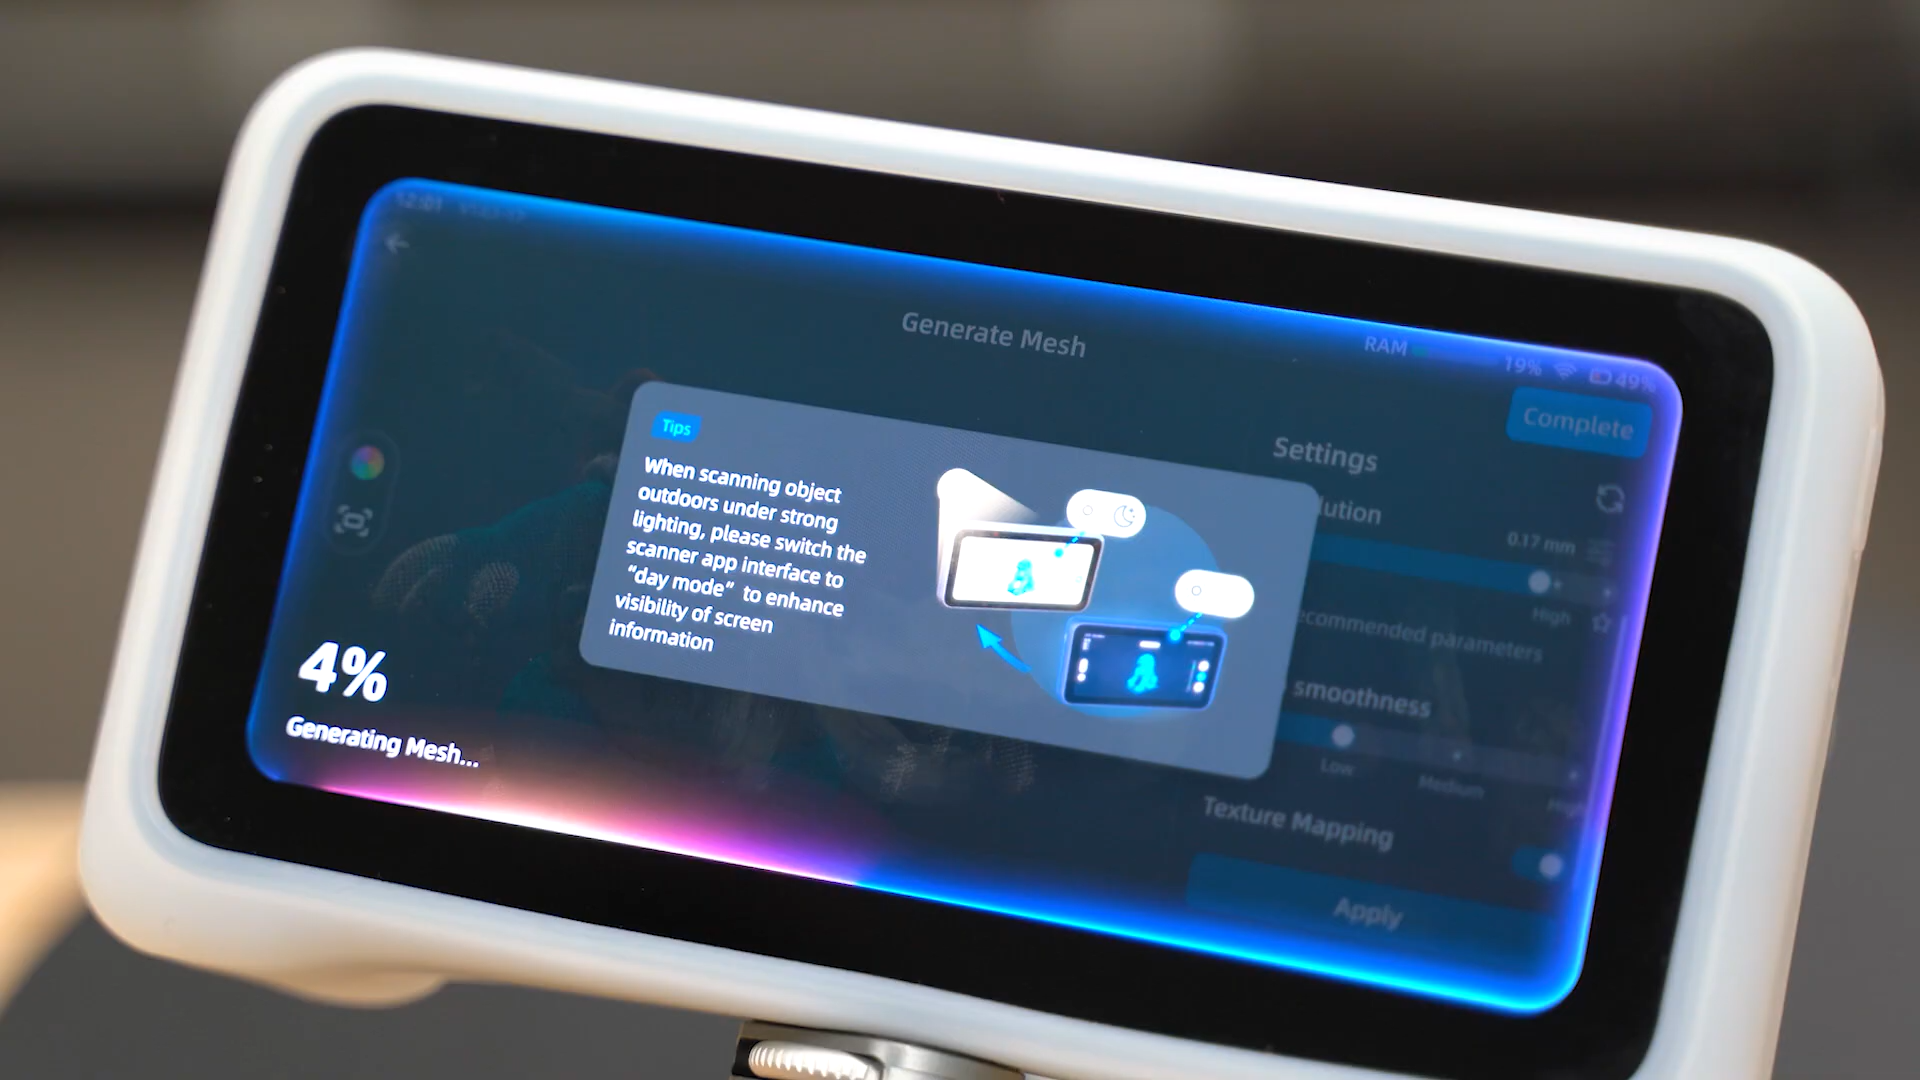 52:01
Generate Mesh
RAM
19%
49%
Complete
Tips
When scanning object
outdoors under strong
lighting, please switch the
scanner app interface to
“day mode“ to enhance
visibility of screen
information
Settings
lution
0.17 mm
High
ecommended parameters
smoothness
Low
Medium
High
Texture Mapping
Apply
4%
Generating Mesh...